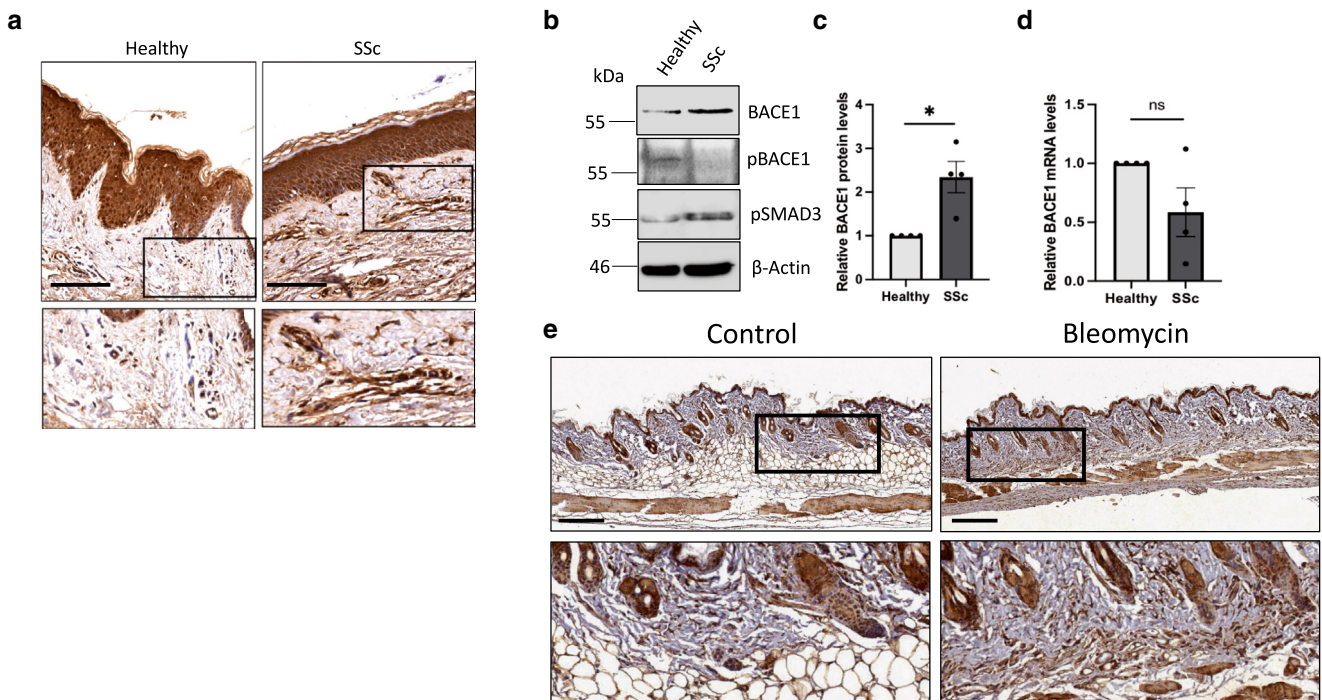 a
Healthy
SSc
b
Healthy
SSc
kDa
55
BACE1
55
pBACE1
55
pSMAD3
46
β-Actin
c
Relative BACE1 protein levels
4
3
2
1
0
*
Healthy
SSc
d
Relative BACE1 mRNA levels
1.5
1.0
0.5
0.0
ns
Healthy
SSc
e
Control
Bleomycin